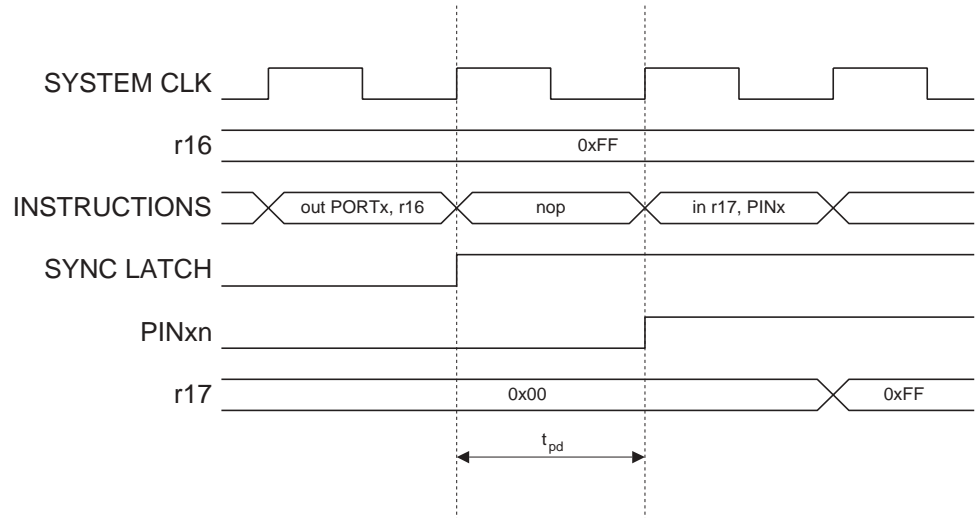 SYSTEM CLK
r16 0xFF
INSTRUCTIONS out PORTx, r16 nop in r17, PINx
SYNC LATCH
PINxn
r17 0x00 0xFF
tpd